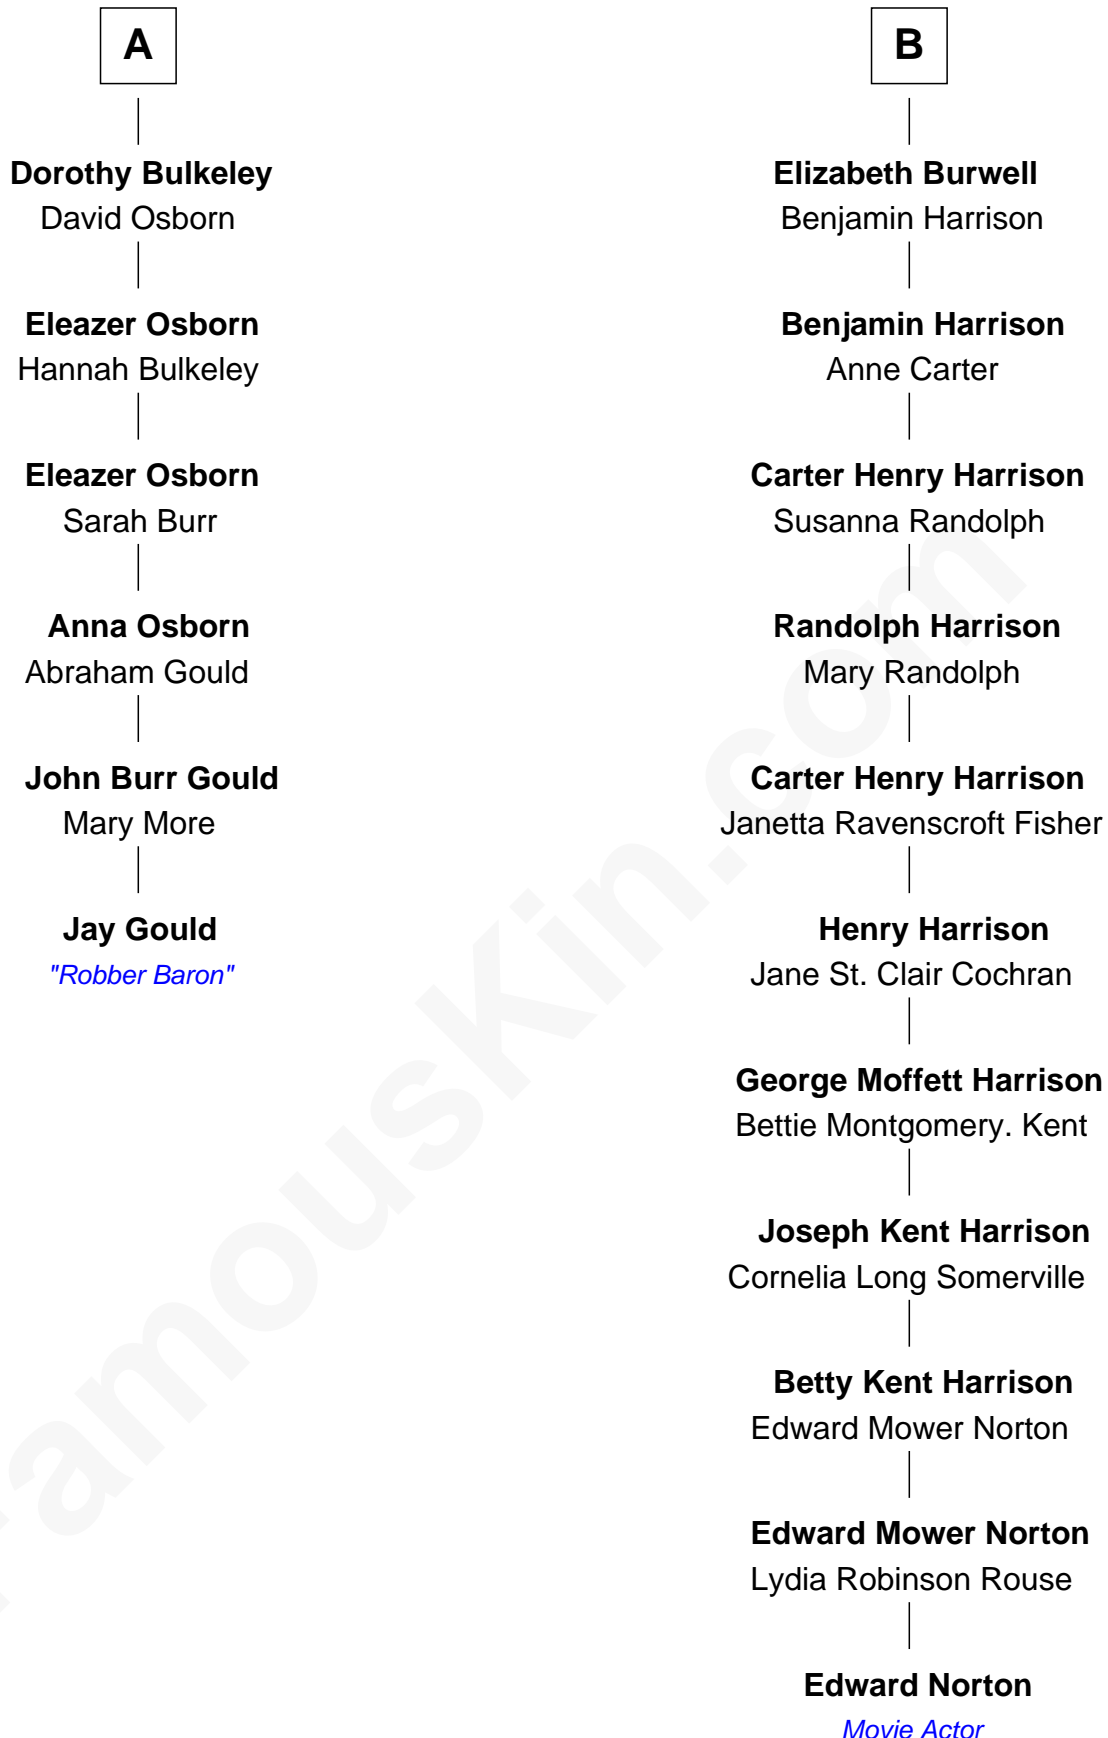 A
Dorothy Bulkeley
David Osborn
Eleazer Osborn
Hannah Bulkeley
Eleazer Osborn
Sarah Burr
Anna Osborn
Abraham Gould
John Burr Gould
Mary More
Jay Gould
"Robber Baron"
B
Elizabeth Burwell
Benjamin Harrison
Benjamin Harrison
Anne Carter
Carter Henry Harrison
Susanna Randolph
Randolph Harrison
Mary Randolph
Carter Henry Harrison
Janetta Ravenscroft Fisher
Henry Harrison
Jane St. Clair Cochran
George Moffett Harrison
Bettie Montgomery. Kent
Joseph Kent Harrison
Cornelia Long Somerville
Betty Kent Harrison
Edward Mower Norton
Edward Mower Norton
Lydia Robinson Rouse
Edward Norton
Movie Actor
FamousKin.com